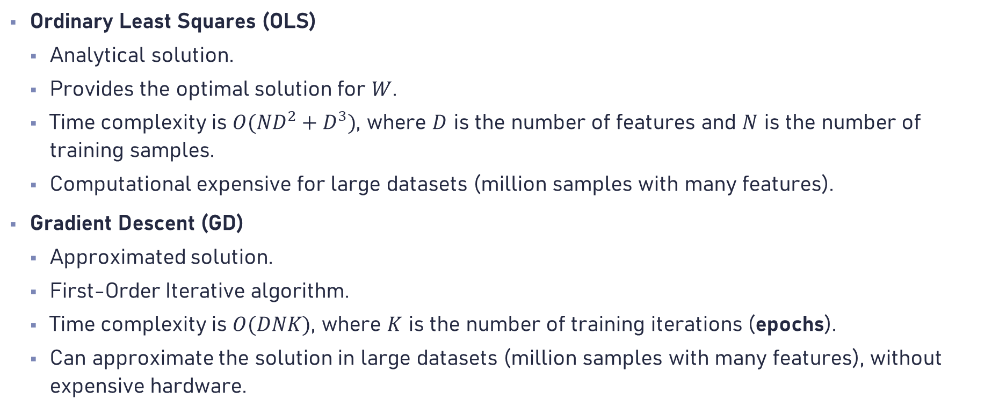 ▪ Ordinary Least Squares (OLS)
▪ Analytical solution.
▪ Provides the optimal solution for W.
▪ Time complexity is O(ND² + D³), where D is the number of features and N is the number of
training samples.
▪ Computational expensive for large datasets (million samples with many features).
▪ Gradient Descent (GD)
▪ Approximated solution.
▪ First-Order Iterative algorithm.
▪ Time complexity is O(DNK), where K is the number of training iterations (epochs).
▪ Can approximate the solution in large datasets (million samples with many features), without
expensive hardware.